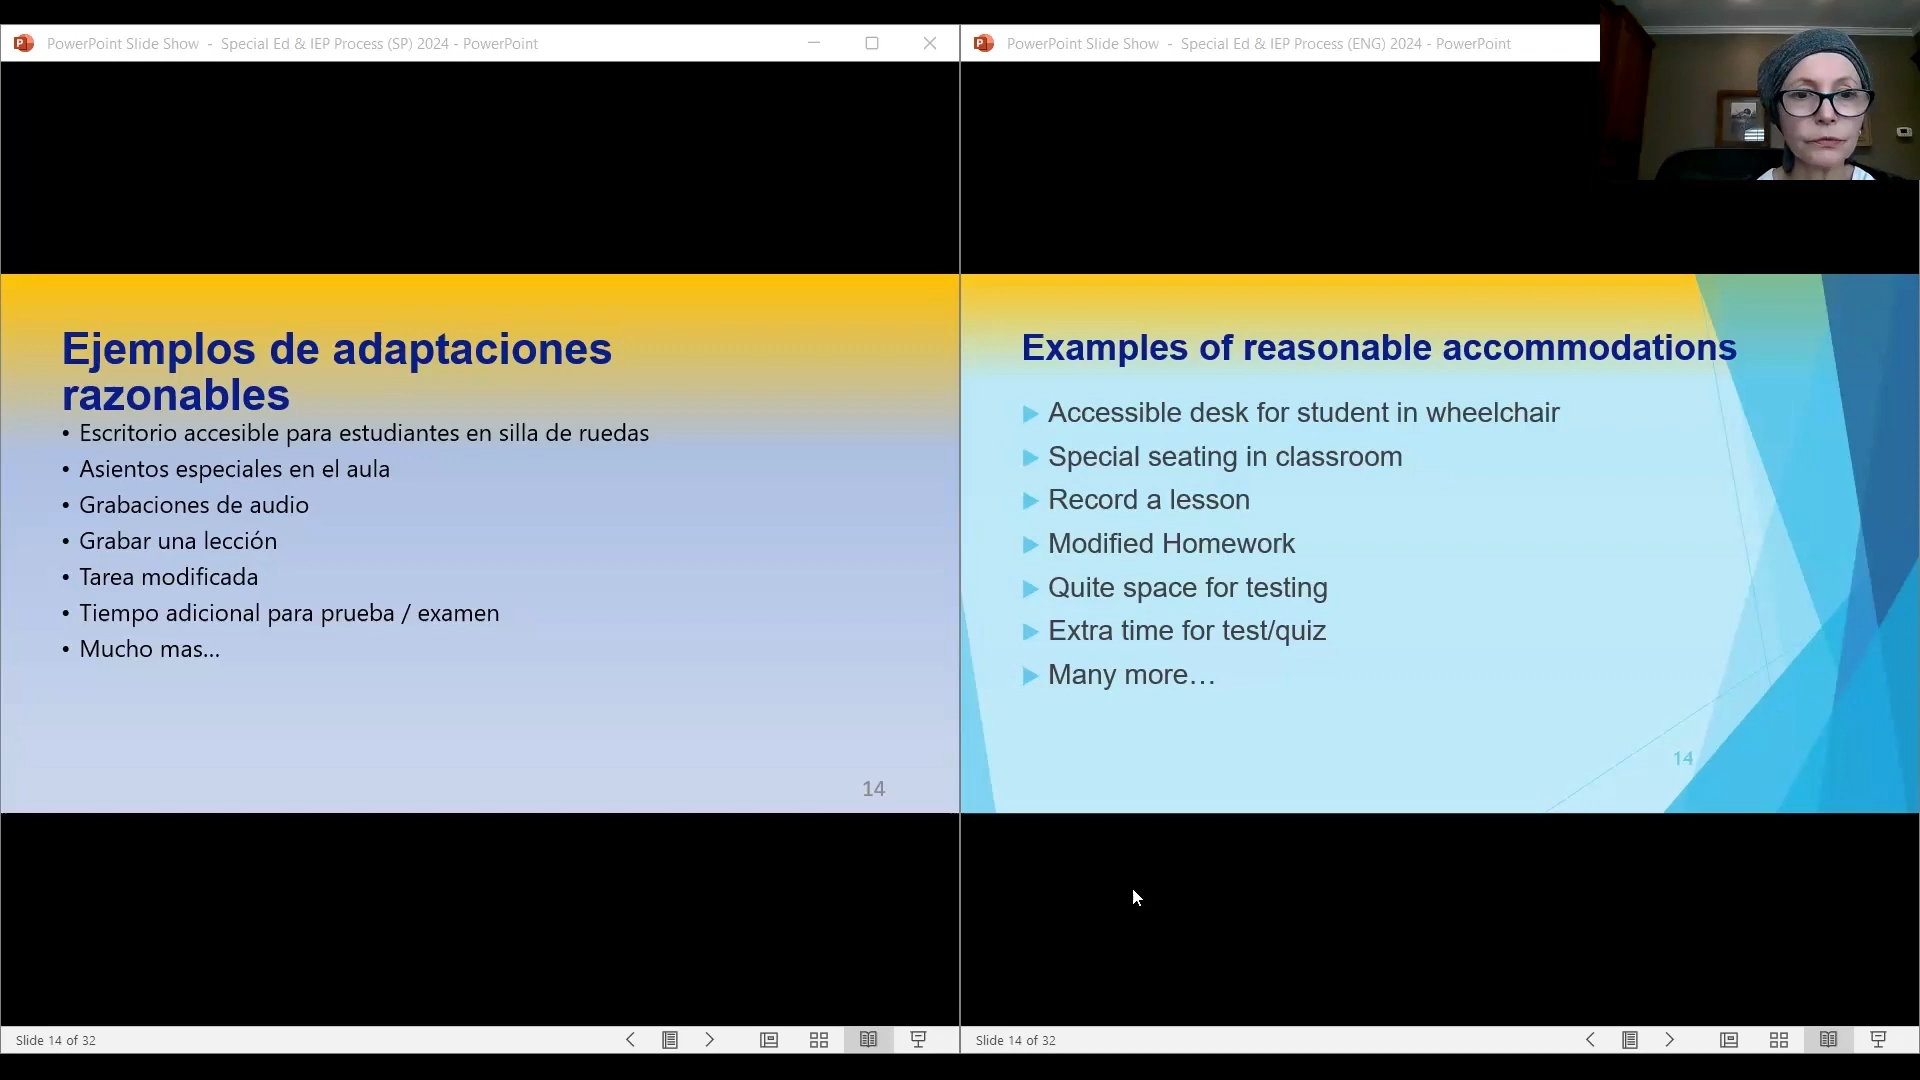 PowerPoint Slide Show - Special Ed & IEP Process (SP) 2024 - PowerPoint
Ejemplos de adaptaciones
razonables
• Escritorio accesible para estudiantes en silla de ruedas
• Asientos especiales en el aula
• Grabaciones de audio
• Grabar una lección
• Tarea modificada
• Tiempo adicional para prueba / examen
• Mucho mas...
14
Slide 14 of 32
PowerPoint Slide Show - Special Ed & IEP Process (ENG) 2024 - PowerPoint
Examples of reasonable accommodations
Accessible desk for student in wheelchair
Special seating in classroom
Record a lesson
Modified Homework
Quite space for testing
Extra time for test/quiz
Many more…
14
Slide 14 of 32